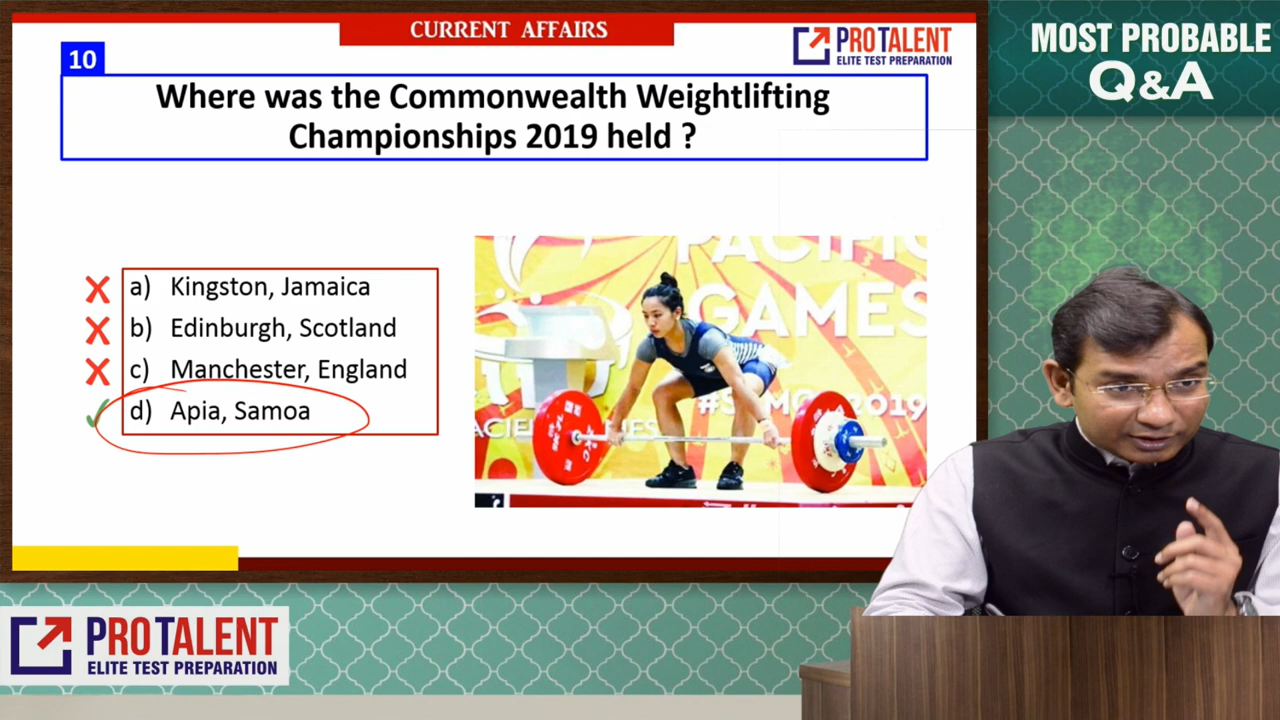 CURRENT AFFAIRS
PROTALENT
ELITE TEST PREPARATION
MOST PROBABLE
Q&A
10
Where was the Commonwealth Weightlifting
Championships 2019 held ?
a) Kingston, Jamaica
b) Edinburgh, Scotland
c) Manchester, England
d) Apia, Samoa
PACIFIC
GAMES
PROTALENT
ELITE TEST PREPARATION